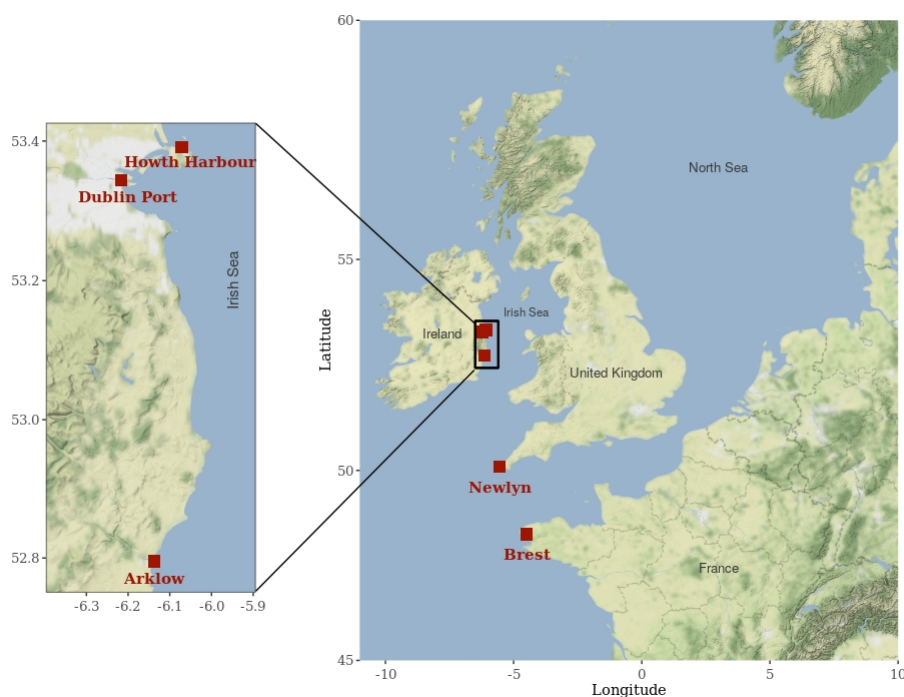 60
55
50
45
Latitude
-10
-5
0
5
10
Longitude
North Sea
Irish Sea
Ireland
United Kingdom
Newlyn
Brest
France
53.4
53.2
53.0
52.8
-6.3
-6.2
-6.1
-6.0
-5.9
Howth Harbour
Dublin Port
Irish Sea
Arklow